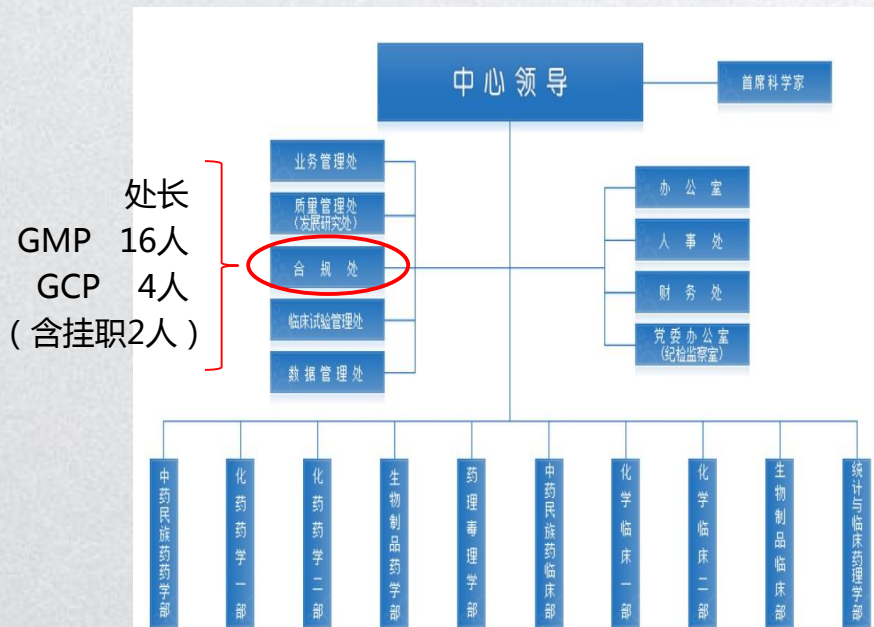 中心领导
首席科学家
处长
GMP 16人
GCP 4人
（含挂职2人）
业务管理处
质量管理处
（发展研究处）
合规处
临床试验管理处
数据管理处
办公室
人事处
财务处
党委办公室
（纪检监察室）
中药民族药药学部
化药药学一部
化药药学二部
生物制品药学部
药理毒理学部
中药民族药临床部
化学临床一部
化学临床二部
生物制品临床部
统计与临床药理学部